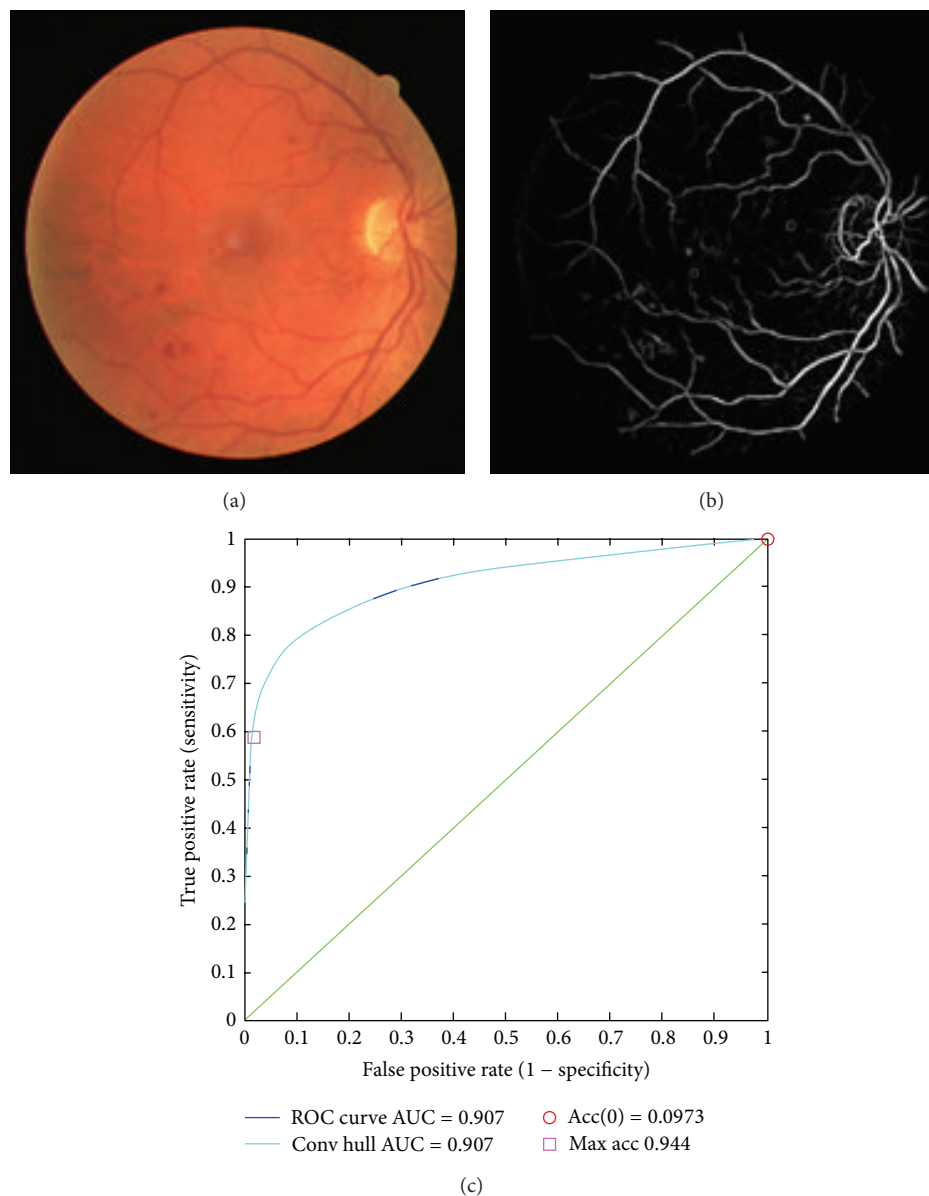 (a)
(b)
1
0.9
0.8
0.7
0.6
0.5
0.4
0.3
0.2
0.1
0
True positive rate (sensitivity)
0 0.1 0.2 0.3 0.4 0.5 0.6 0.7 0.8 0.9 1
False positive rate (1 − specificity)
ROC curve AUC = 0.907
Conv hull AUC = 0.907
Acc(0) = 0.0973
Max acc 0.944
(c)